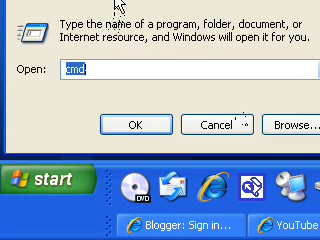 Type the name of a program, folder, document, or
Internet resource, and Windows will open it for you.
Open: cmd
OK Cancel Browse...
start DVD
Blogger: Sign in... YouTube